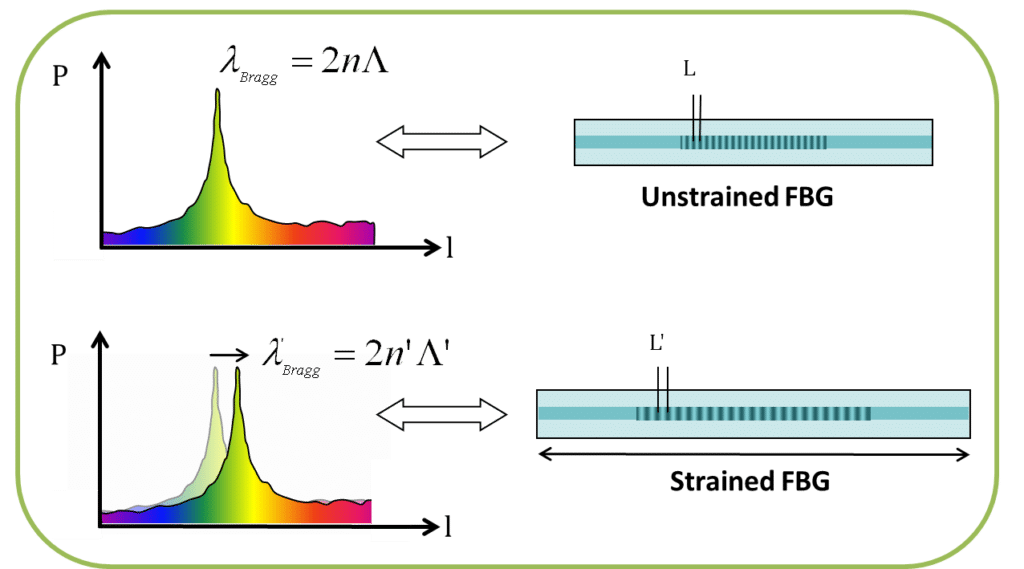 P
λBragg = 2nΛ
l
L
Unstrained FBG
P
λ'Bragg = 2n'Λ'
l
L'
Strained FBG